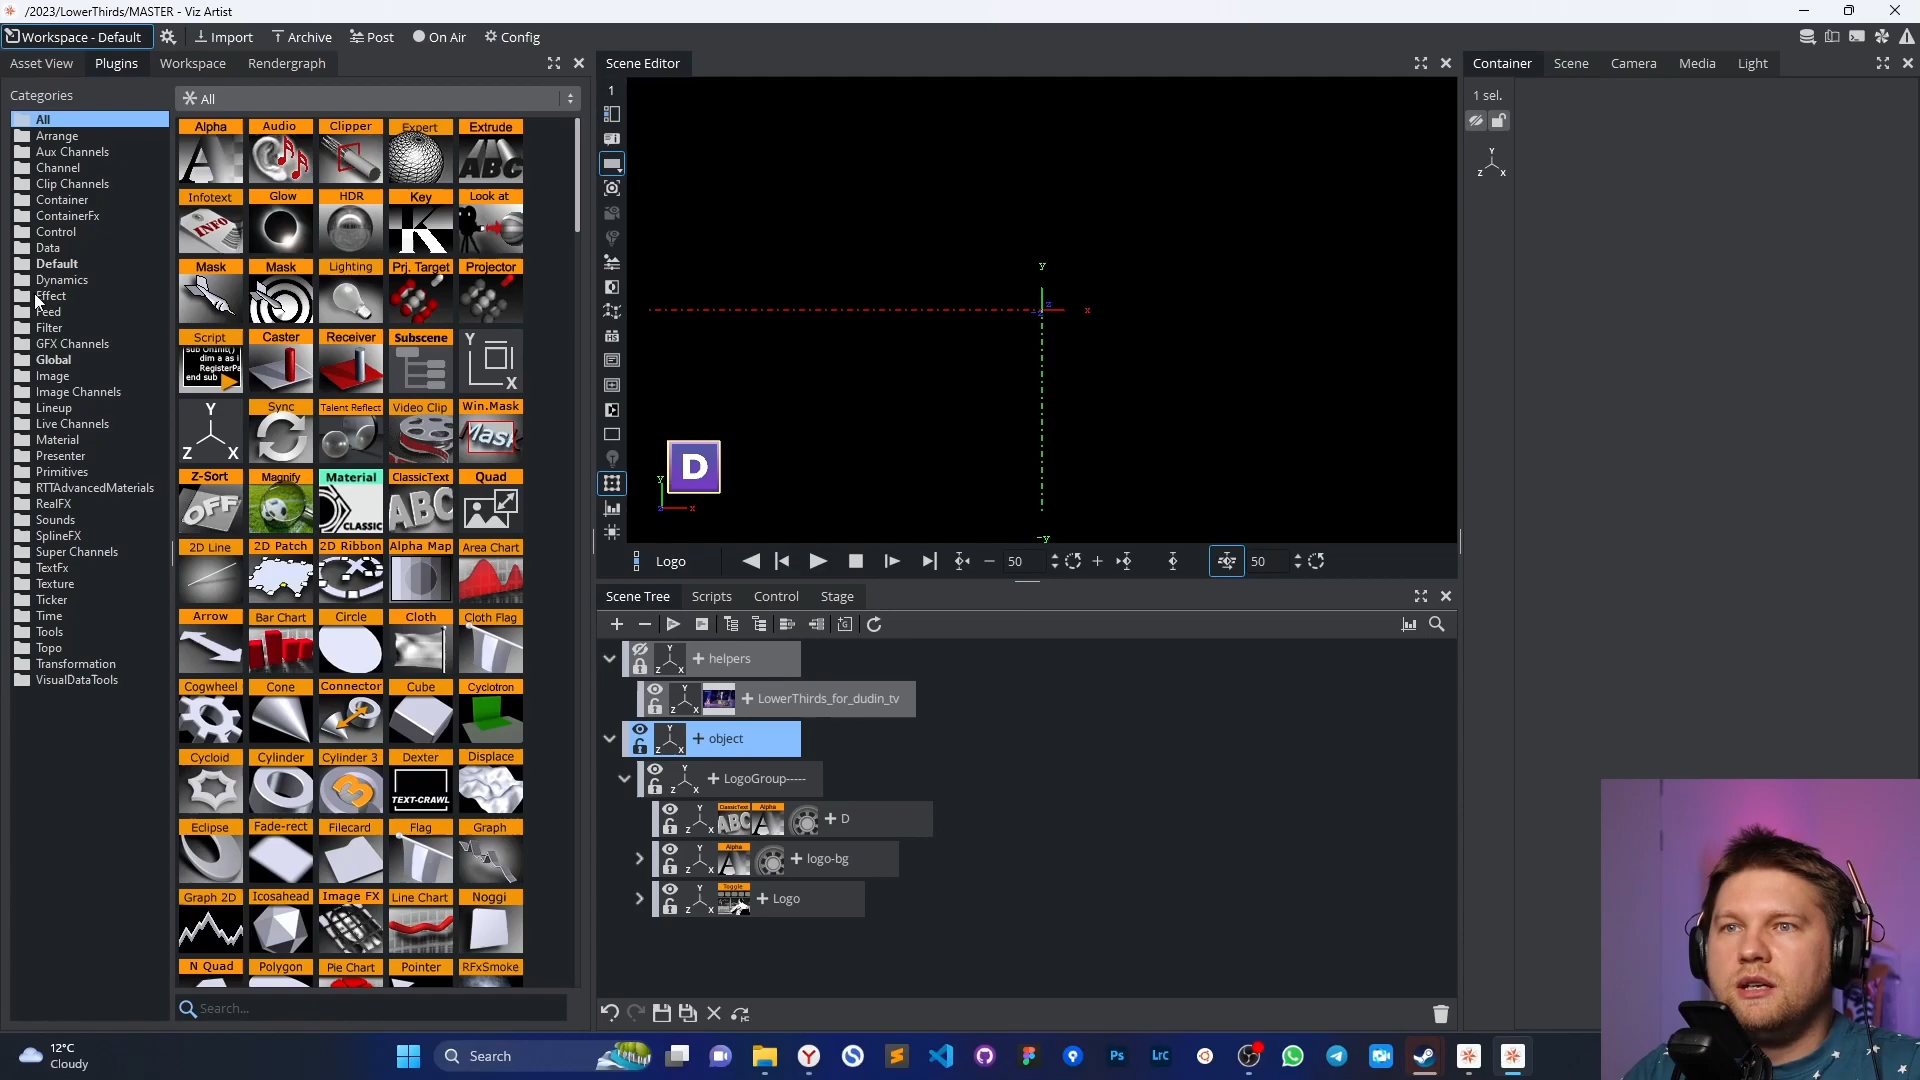 /2023/LowerThirds/MASTER - Viz Artist
Workspace - Default
Import
Archive
Post
On Air
Config
Asset View
Plugins
Workspace
Rendergraph
Scene Editor
Container
Scene
Camera
Media
Light
Categories
All
1 sel.
All
Arrange
Aux Channels
Channel
Clip Channels
Container
ContainerFx
Control
Data
Default
Dynamics
Effect
Feed
Filter
GFX Channels
Global
Image
Image Channels
Lineup
Live Channels
Material
Presenter
Primitives
RTTAdvancedMaterials
RealFX
Sounds
SplineFX
Super Channels
TextFx
Texture
Ticker
Time
Tools
Topo
Transformation
VisualDataTools
Alpha
Audio
Clipper
Expert
Extrude
Infotext
Glow
HDR
Key
Look at
Mask
Mask
Lighting
Prj. Target
Projector
Script
Caster
Receiver
Subscene
Sync
Talent Reflect
Video Clip
Win.Mask
Z-Sort
Magnify
Material
ClassicText
Quad
2D Line
2D Patch
2D Ribbon
Alpha Map
Area Chart
Arrow
Bar Chart
Circle
Cloth
Cloth Flag
Cogwheel
Cone
Connector
Cube
Cyclotron
Cycloid
Cylinder
Cylinder 3
Dexter
Displace
Eclipse
Fade-rect
Filecard
Flag
Graph
Graph 2D
Icosahead
Image FX
Line Chart
Noggi
N Quad
Polygon
Pie Chart
Pointer
RFxSmoke
Search...
1
D
Logo
50
50
Scene Tree
Scripts
Control
Stage
helpers
LowerThirds_for_dudin_tv
object
LogoGroup-----
D
logo-bg
Logo
12°C
Cloudy
Search
Ps
LrC